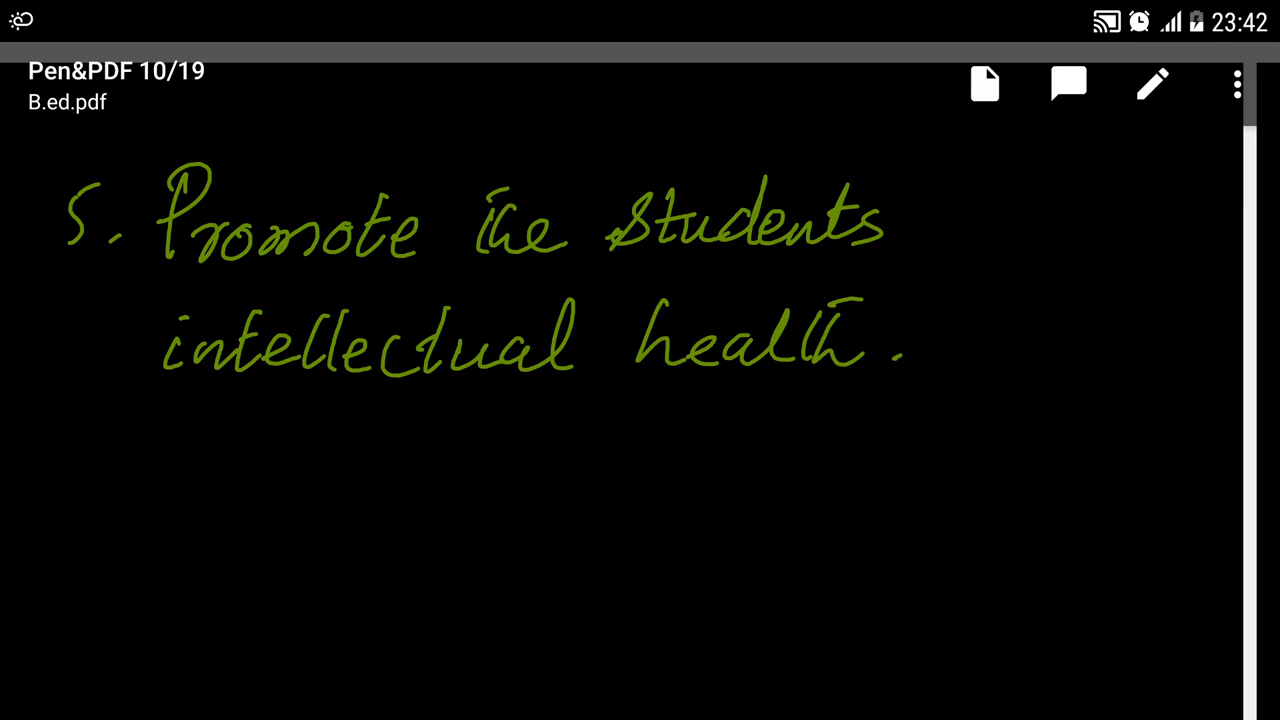 23:42
Pen&PDF 10/19
B.ed.pdf
5. Promote the students
intellectual health.